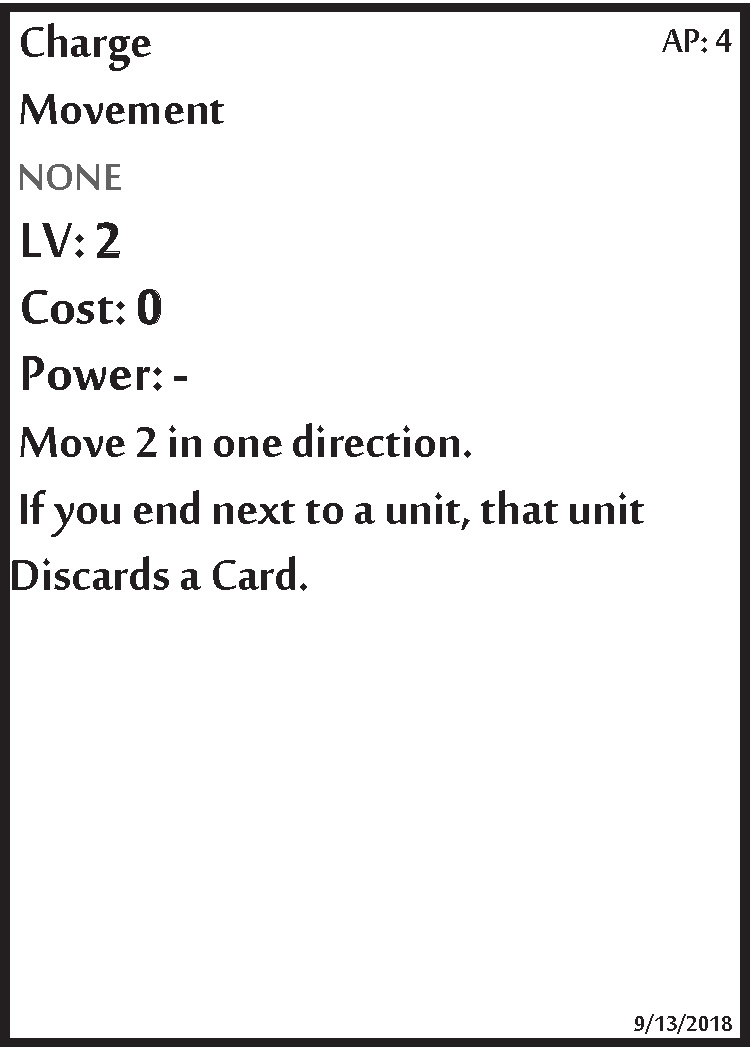 Charge
AP: 4
Movement
NONE
LV: 2
Cost: 0
Power: -
Move 2 in one direction.
If you end next to a unit, that unit
Discards a Card.
9/13/2018